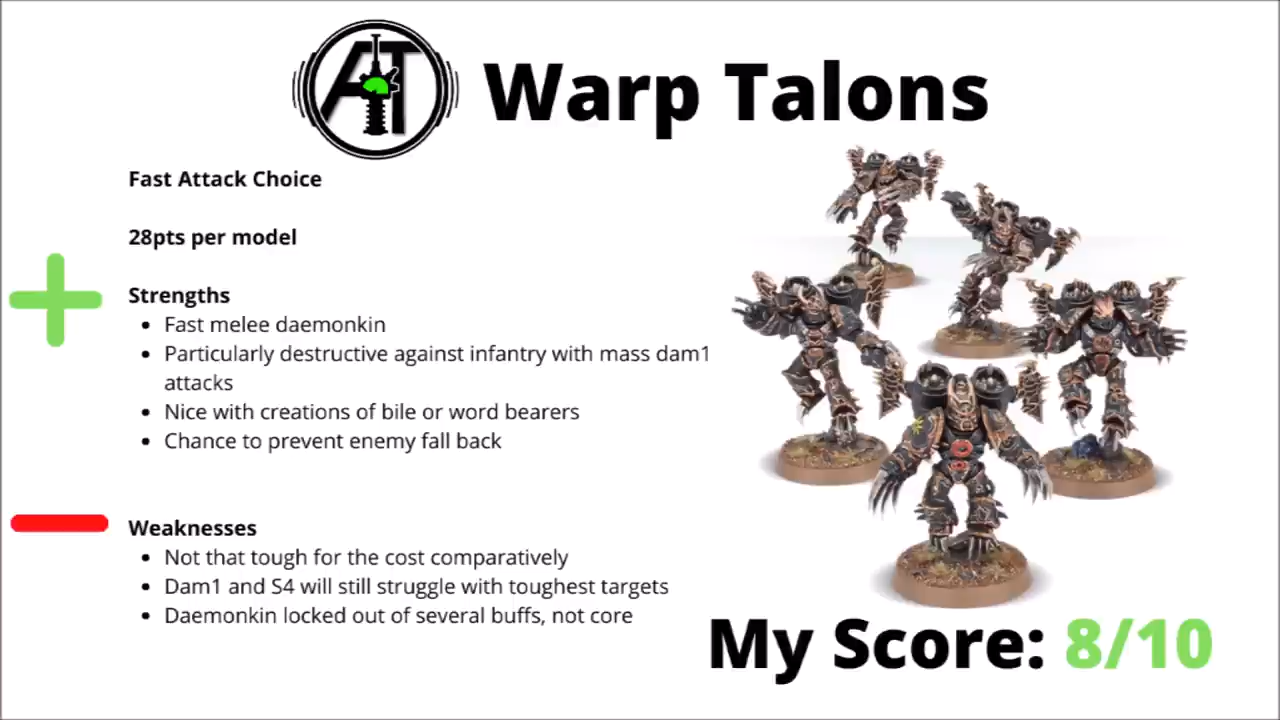 AT
Warp Talons
Fast Attack Choice
28pts per model
Strengths
• Fast melee daemonkin
• Particularly destructive against infantry with mass dam1
attacks
• Nice with creations of bile or word bearers
• Chance to prevent enemy fall back
Weaknesses
• Not that tough for the cost comparatively
• Dam1 and S4 will still struggle with toughest targets
• Daemonkin locked out of several buffs, not core
My Score: 8/10